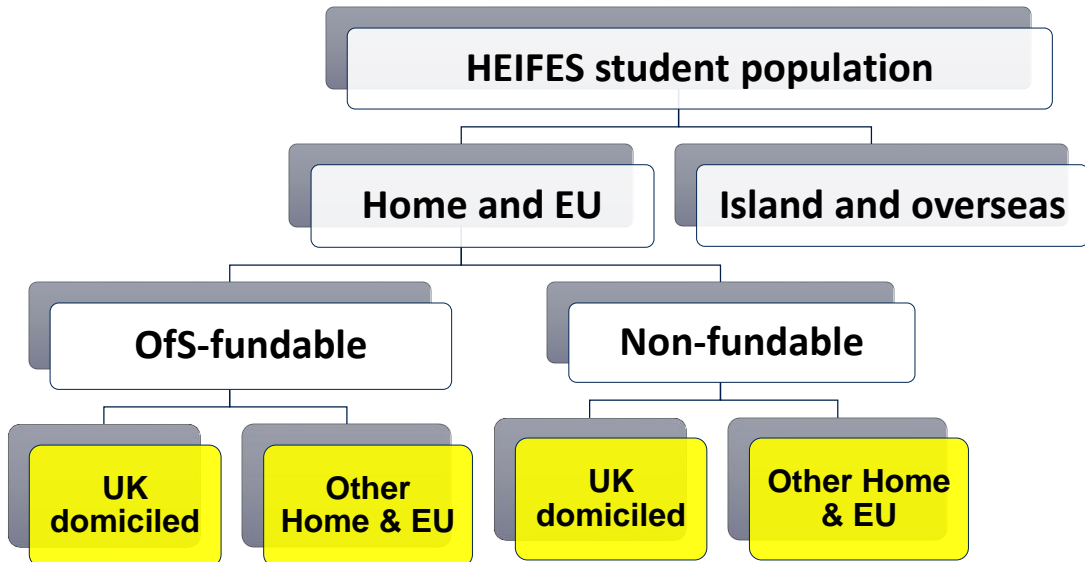 HEIFES student population
Home and EU
Island and overseas
OfS-fundable
Non-fundable
UK
domiciled
Other
Home & EU
UK
domiciled
Other Home
& EU